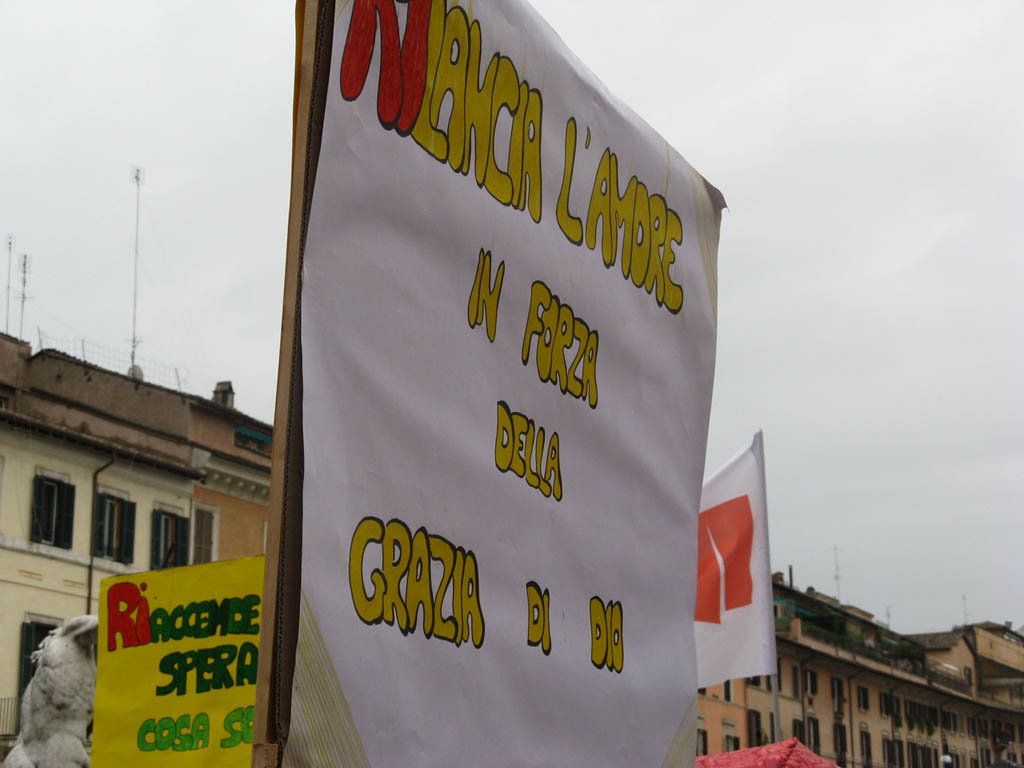 RiLANCIA L'AMORE
IN FORZA
DELLA
GRAZIA DI DIO
RiACCENDE
SPERA
COSA